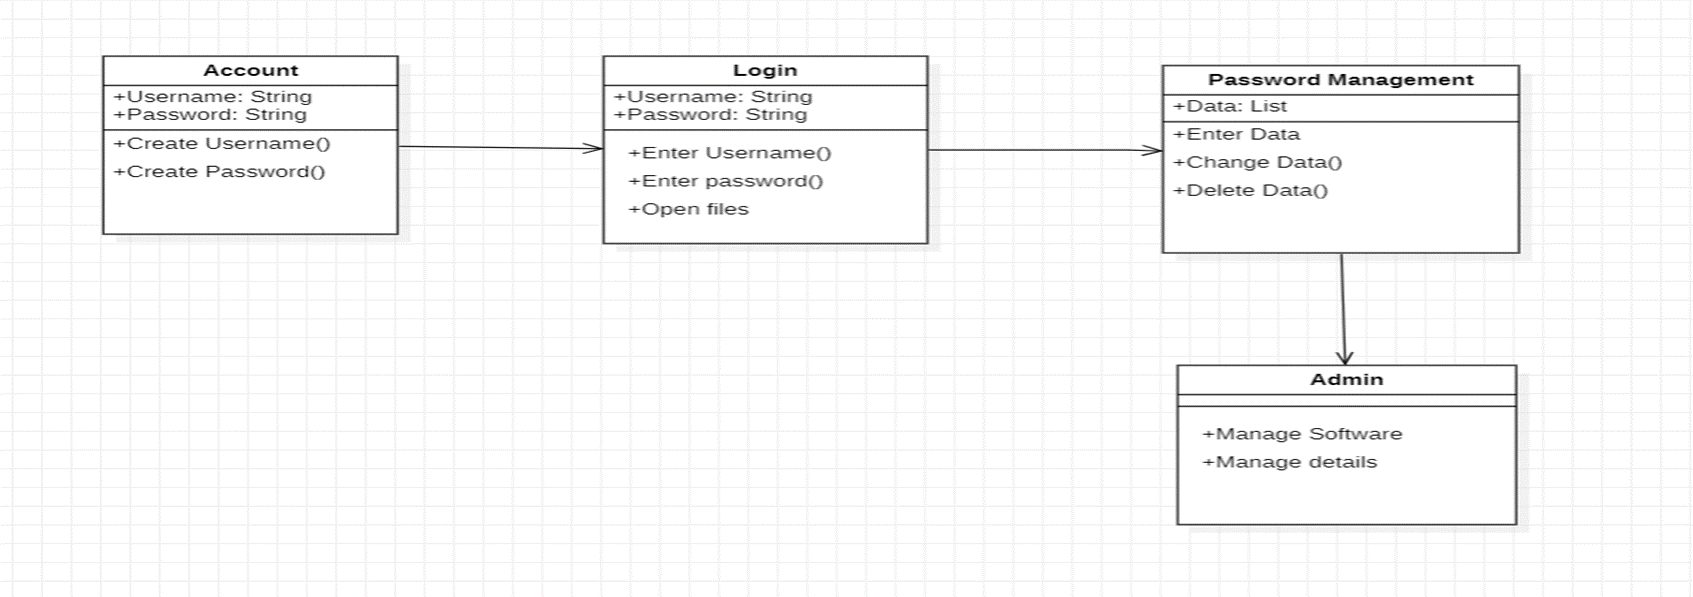 Account
+Username: String
+Password: String
+Create Username()
+Create Password()
Login
+Username: String
+Password: String
+Enter Username()
+Enter password()
+Open files
Password Management
+Data: List
+Enter Data
+Change Data()
+Delete Data()
Admin
+Manage Software
+Manage details